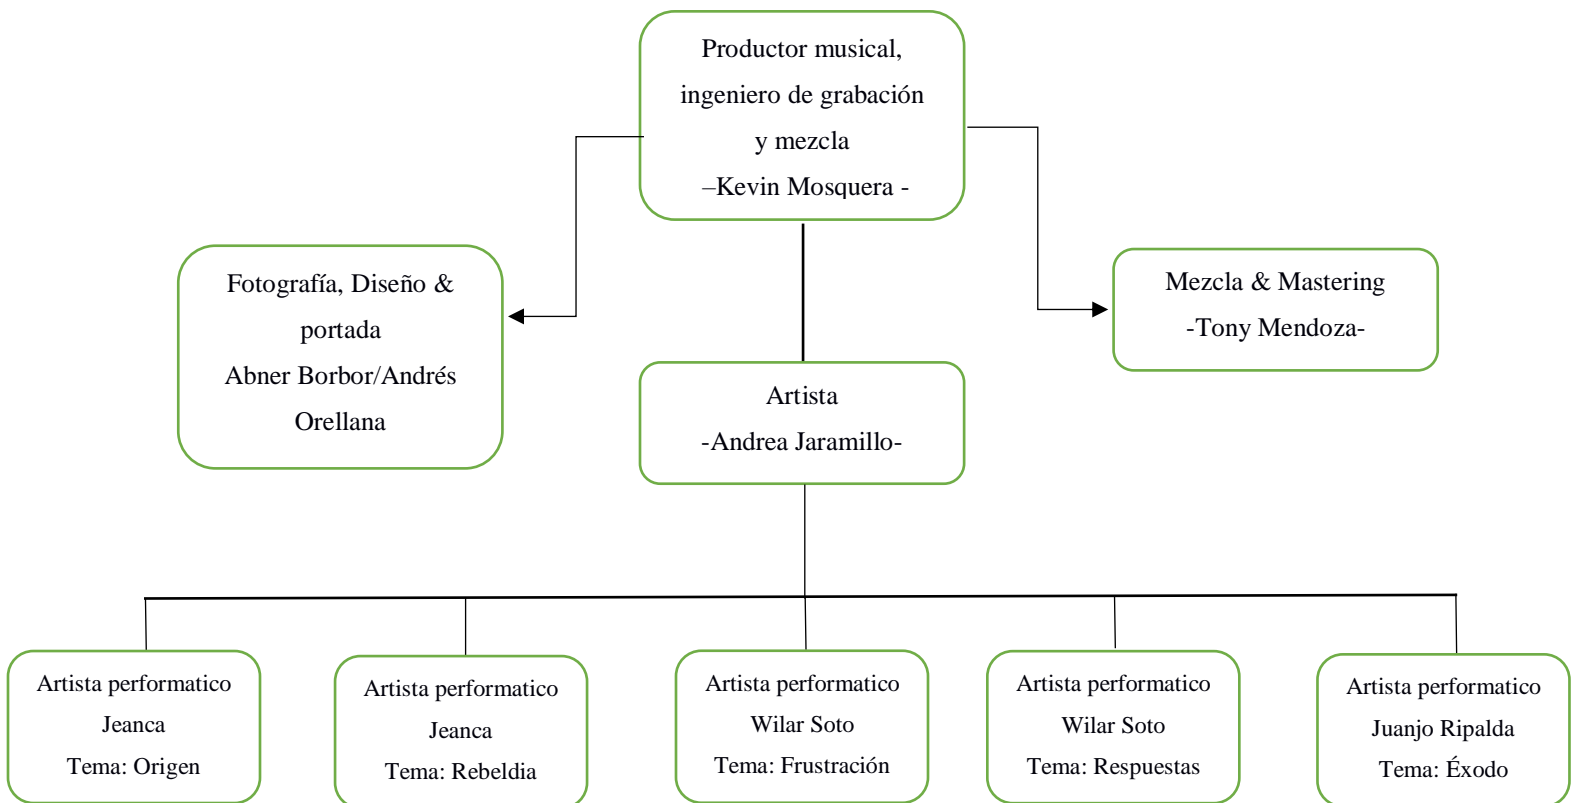 Productor musical,
ingeniero de grabación
y mezcla
–Kevin Mosquera -
Fotografía, Diseño &
portada
Abner Borbor/Andrés
Orellana
Mezcla & Mastering
-Tony Mendoza-
Artista
-Andrea Jaramillo-
Artista performatico
Jeanca
Tema: Origen
Artista performatico
Jeanca
Tema: Rebeldia
Artista performatico
Wilar Soto
Tema: Frustración
Artista performatico
Wilar Soto
Tema: Respuestas
Artista performatico
Juanjo Ripalda
Tema: Éxodo